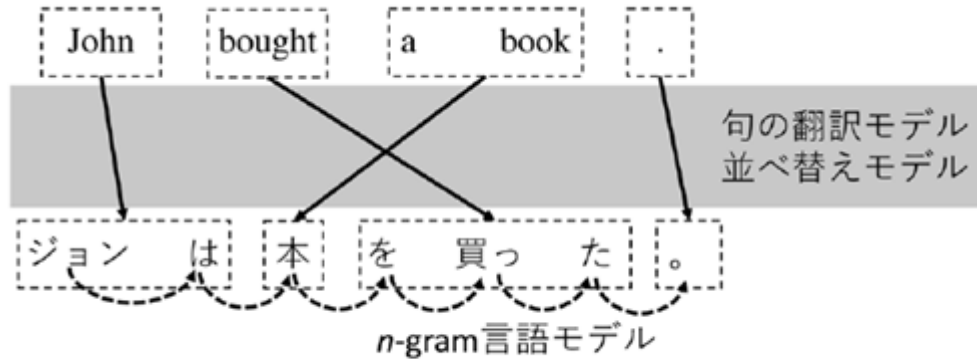 John bought a book .
句の翻訳モデル
並べ替えモデル
ジョン は 本 を 買っ た 。
n-gram言語モデル